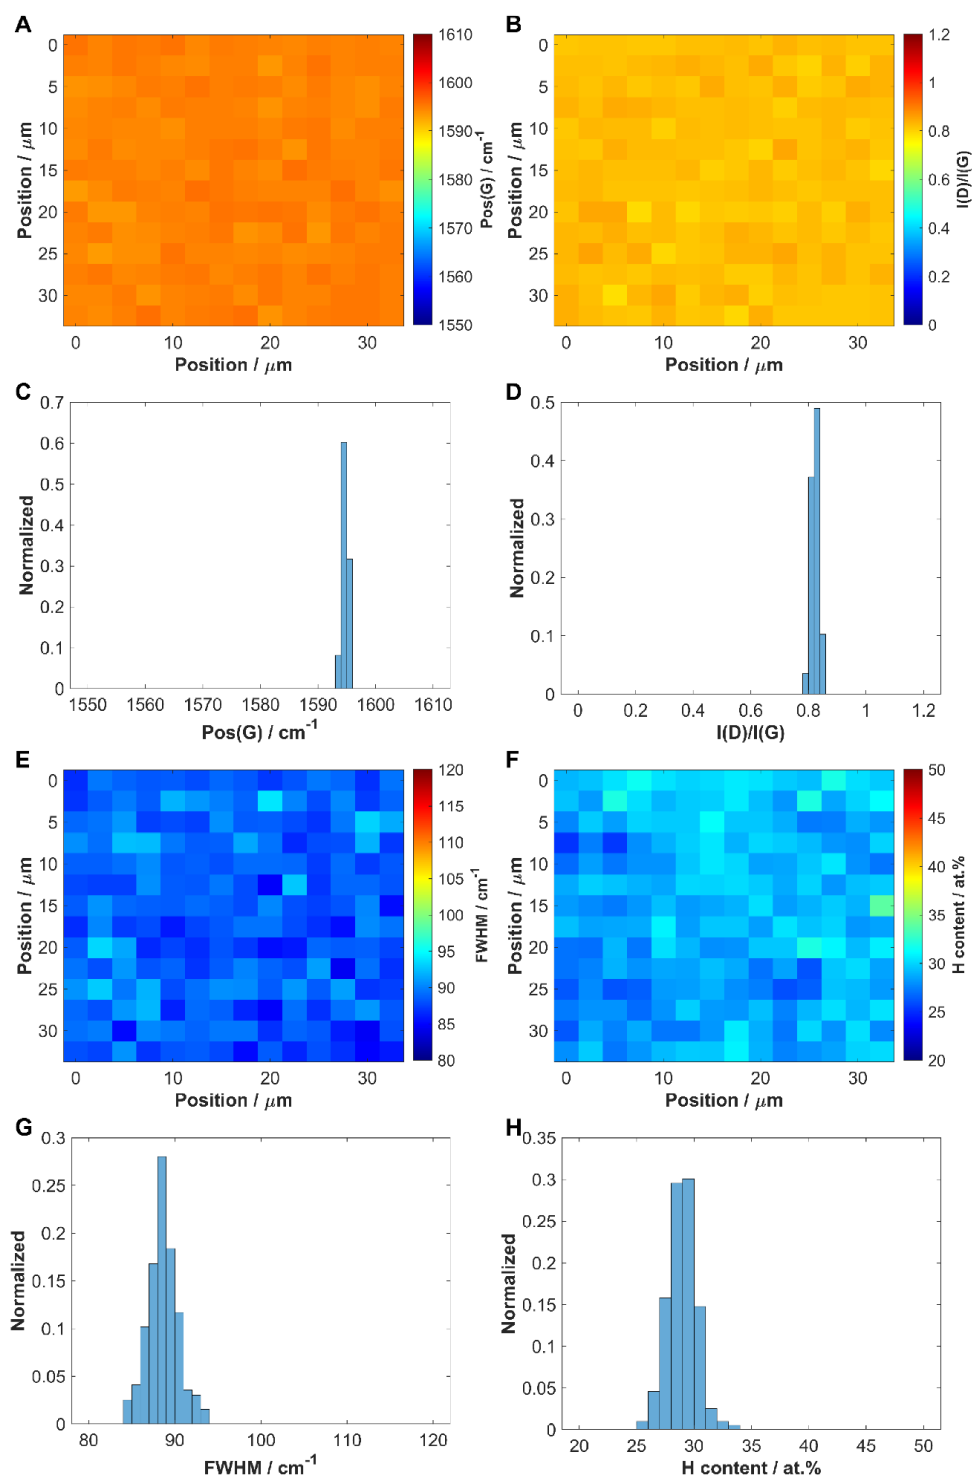 A
B
0
5
10
15
20
25
30
Position / μm
0 10 20 30
Position / μm
1610
1600
1590
1580
1570
1560
1550
Pos(G) / cm-1
0
5
10
15
20
25
30
Position / μm
0 10 20 30
Position / μm
1.2
1
0.8
0.6
0.4
0.2
0
I(D)/I(G)
C
D
0.7
0.6
0.5
0.4
0.3
0.2
0.1
0
Normalized
1550 1560 1570 1580 1590 1600 1610
Pos(G) / cm-1
0.5
0.4
0.3
0.2
0.1
0
Normalized
0 0.2 0.4 0.6 0.8 1 1.2
I(D)/I(G)
E
F
0
5
10
15
20
25
30
Position / μm
0 10 20 30
Position / μm
120
115
110
105
100
95
90
85
80
FWHM / cm-1
0
5
10
15
20
25
30
Position / μm
0 10 20 30
Position / μm
50
45
40
35
30
25
20
H content / at.%
G
H
0.3
0.25
0.2
0.15
0.1
0.05
0
Normalized
80 90 100 110 120
FWHM / cm-1
0.35
0.3
0.25
0.2
0.15
0.1
0.05
0
Normalized
20 25 30 35 40 45 50
H content / at.%